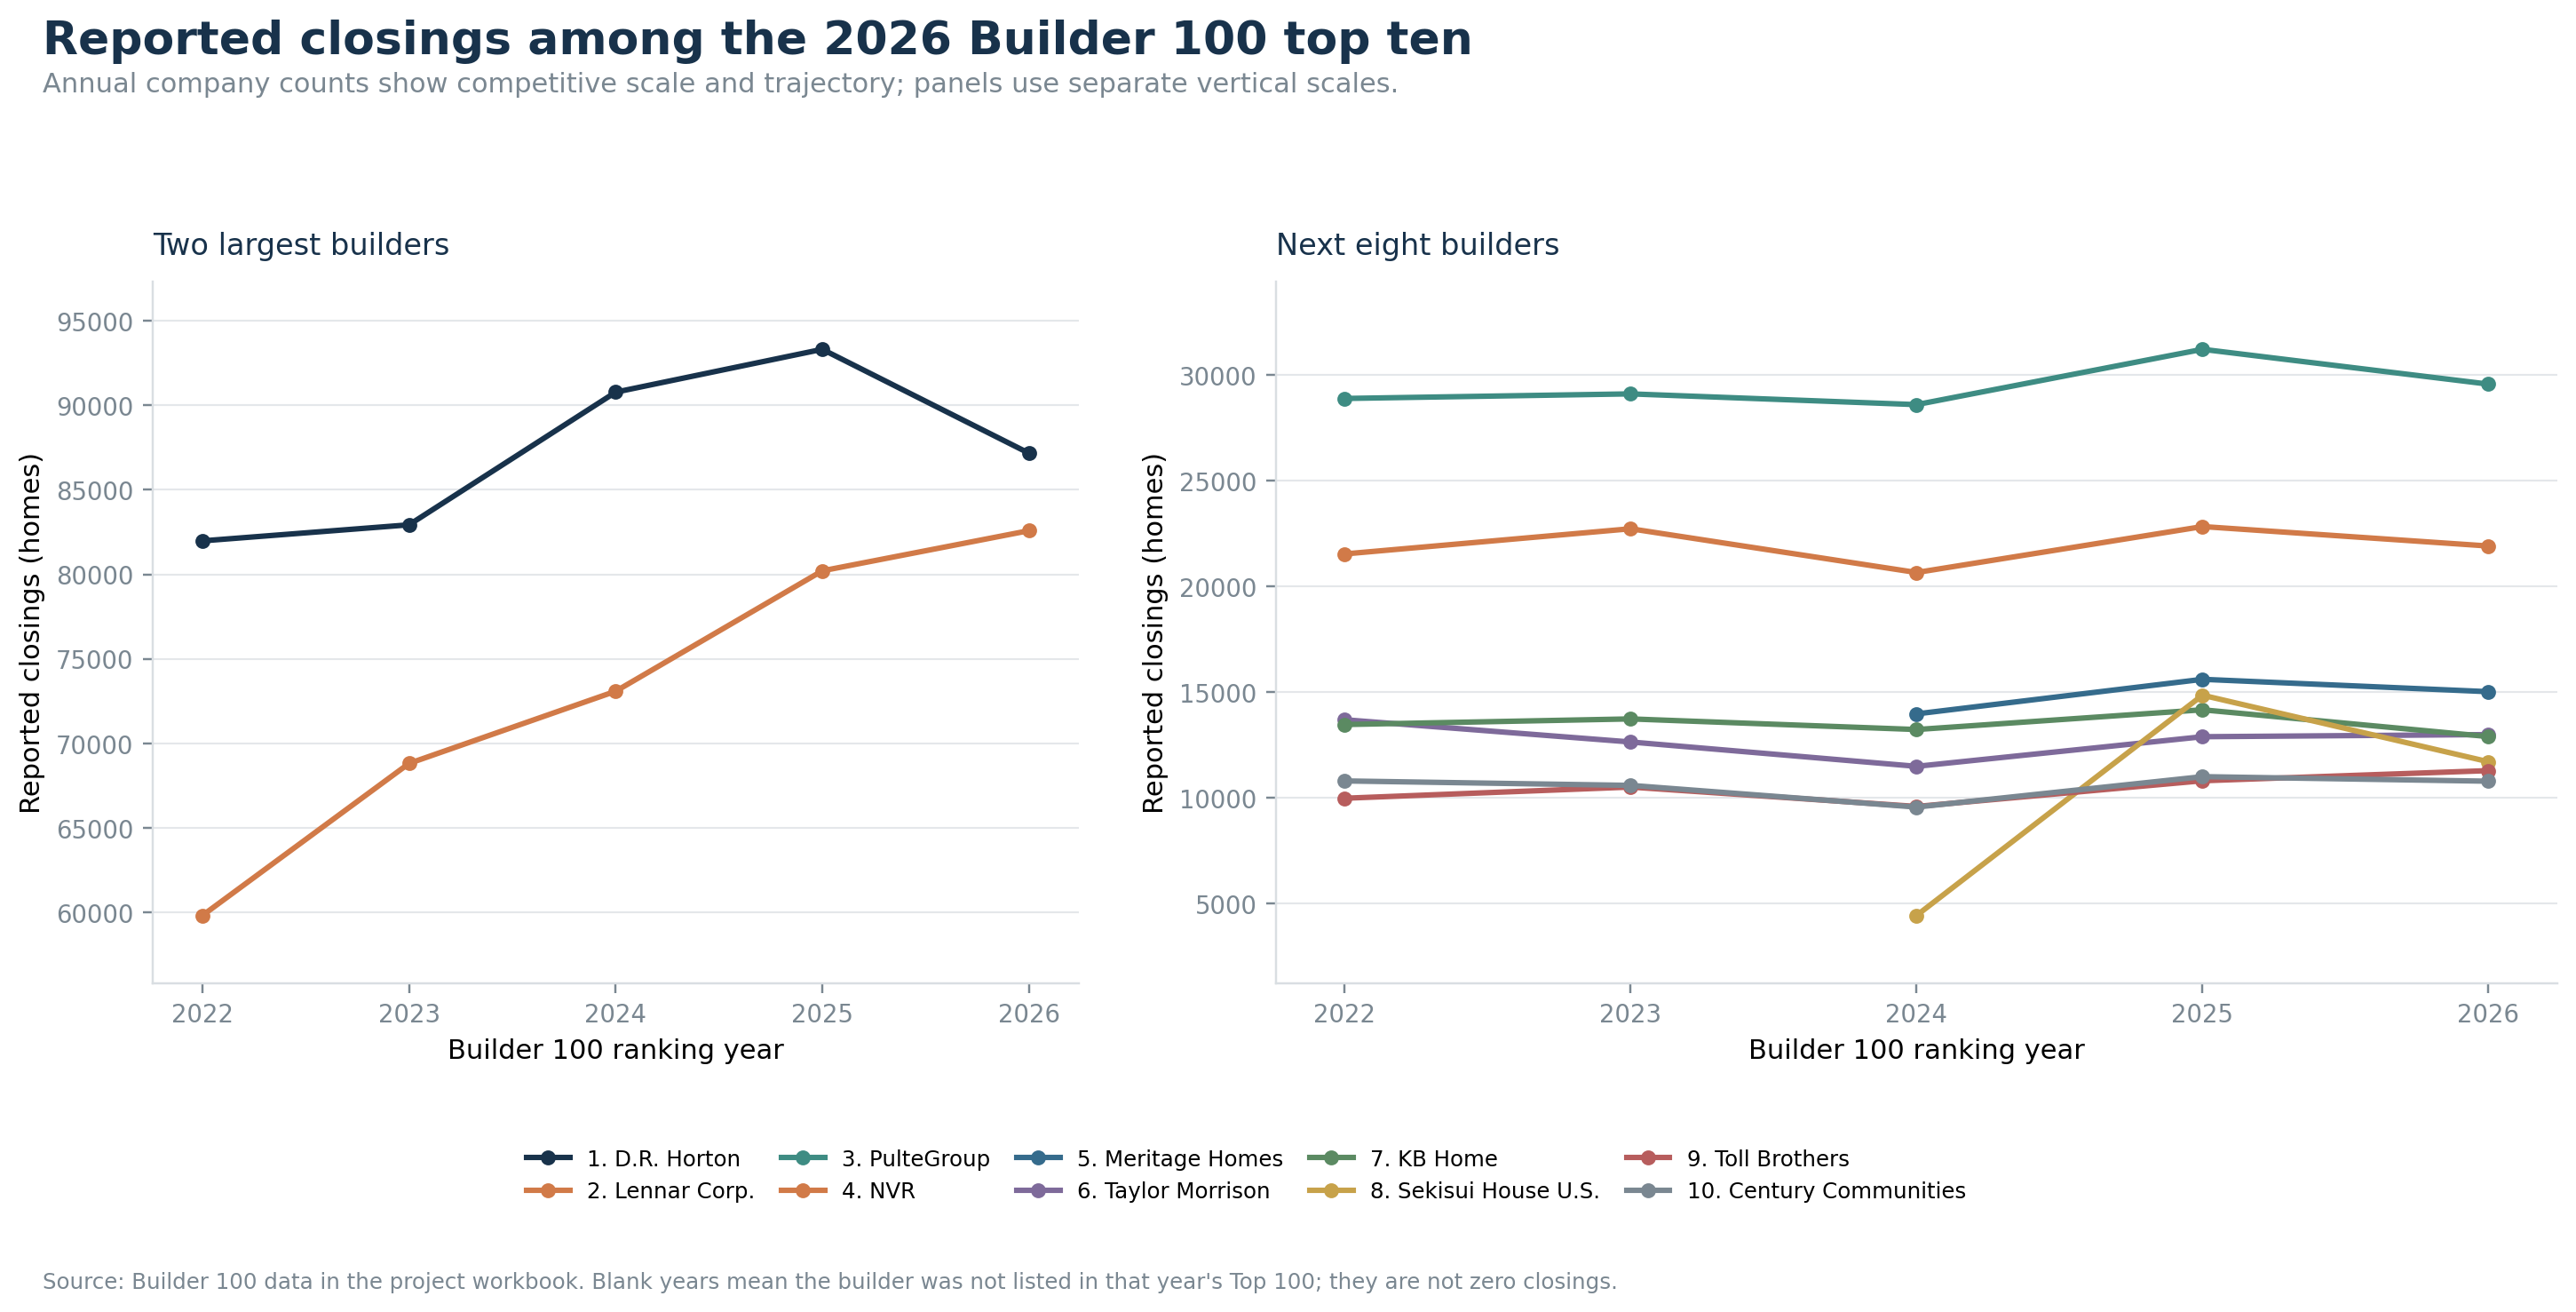 Reported closings among the 2026 Builder 100 top ten
Annual company counts show competitive scale and trajectory; panels use separate vertical scales.
Two largest builders
Reported closings (homes)
95000
90000
85000
80000
75000
70000
65000
60000
2022 2023 2024 2025 2026
Builder 100 ranking year
Next eight builders
Reported closings (homes)
30000
25000
20000
15000
10000
5000
2022 2023 2024 2025 2026
Builder 100 ranking year
1. D.R. Horton 3. PulteGroup 5. Meritage Homes 7. KB Home 9. Toll Brothers
2. Lennar Corp. 4. NVR 6. Taylor Morrison 8. Sekisui House U.S. 10. Century Communities
Source: Builder 100 data in the project workbook. Blank years mean the builder was not listed in that year's Top 100; they are not zero closings.